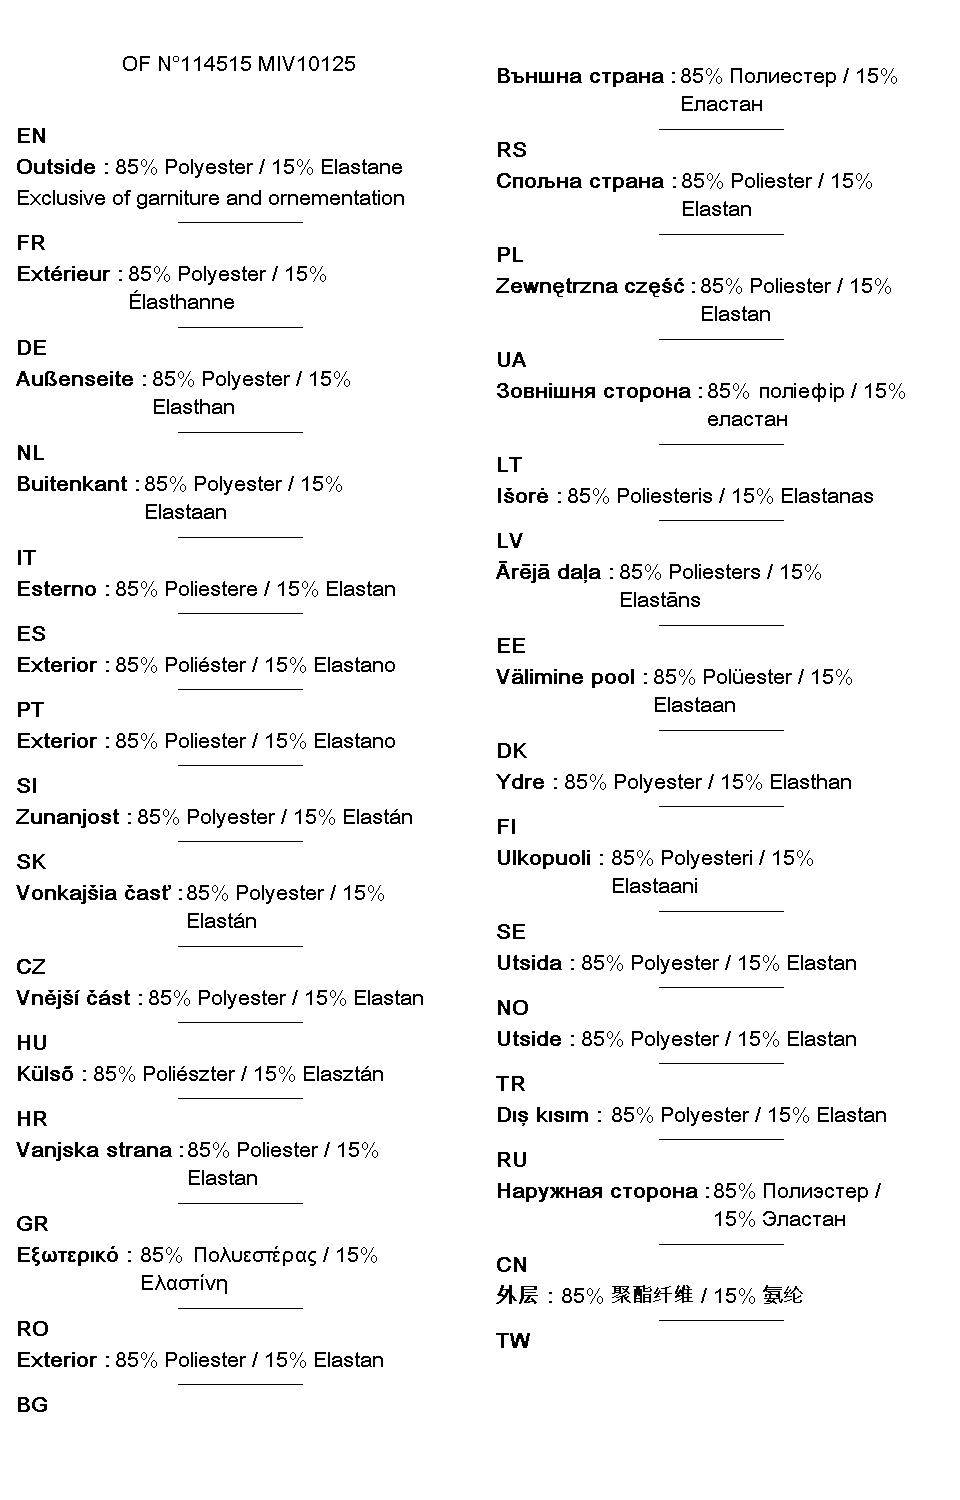 OF N°114515 MIV10125
EN
Outside : 85% Polyester / 15% Elastane
Exclusive of garniture and ornementation
FR
Extérieur : 85% Polyester / 15%
Élasthanne
DE
Außenseite : 85% Polyester / 15%
Elasthan
NL
Buitenkant : 85% Polyester / 15%
Elastaan
IT
Esterno : 85% Poliestere / 15% Elastan
ES
Exterior : 85% Poliéster / 15% Elastano
PT
Exterior : 85% Poliester / 15% Elastano
SI
Zunanjost : 85% Polyester / 15% Elastán
SK
Vonkajšia časť : 85% Polyester / 15%
Elastán
CZ
Vnější část : 85% Polyester / 15% Elastan
HU
Külső : 85% Poliészter / 15% Elasztán
HR
Vanjska strana : 85% Poliester / 15%
Elastan
GR
Εξωτερικό : 85% Πολυεστέρας / 15%
Ελαστίνη
RO
Exterior : 85% Poliester / 15% Elastan
BG
Външна страна : 85% Полиестер / 15%
Еластан
RS
Спољна страна : 85% Poliester / 15%
Elastan
PL
Zewnętrzna część : 85% Poliester / 15%
Elastan
UA
Зовнішня сторона : 85% поліефір / 15%
еластан
LT
Išorė : 85% Poliesteris / 15% Elastanas
LV
Ārējā daļa : 85% Poliesters / 15%
Elastāns
EE
Välimine pool : 85% Polüester / 15%
Elastaan
DK
Ydre : 85% Polyester / 15% Elasthan
FI
Ulkopuoli : 85% Polyesteri / 15%
Elastaani
SE
Utsida : 85% Polyester / 15% Elastan
NO
Utside : 85% Polyester / 15% Elastan
TR
Dış kısım : 85% Polyester / 15% Elastan
RU
Наружная сторона : 85% Полиэстер /
15% Эластан
CN
外层 : 85% 聚酯纤维 / 15% 氨纶
TW